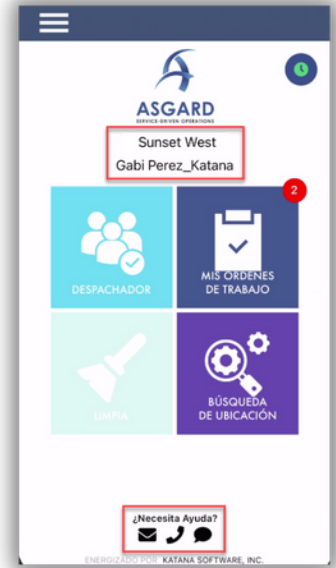 ASGARD
SERVICE-DRIVEN OPERATIONS
Sunset West
Gabi Perez_Katana
2
DESPACHADOR
MIS ORDENES
DE TRABAJO
LIMPIA
BÚSQUEDA
DE UBICACIÓN
¿Necesita Ayuda?
ENERGIZADO POR KATANA SOFTWARE, INC.